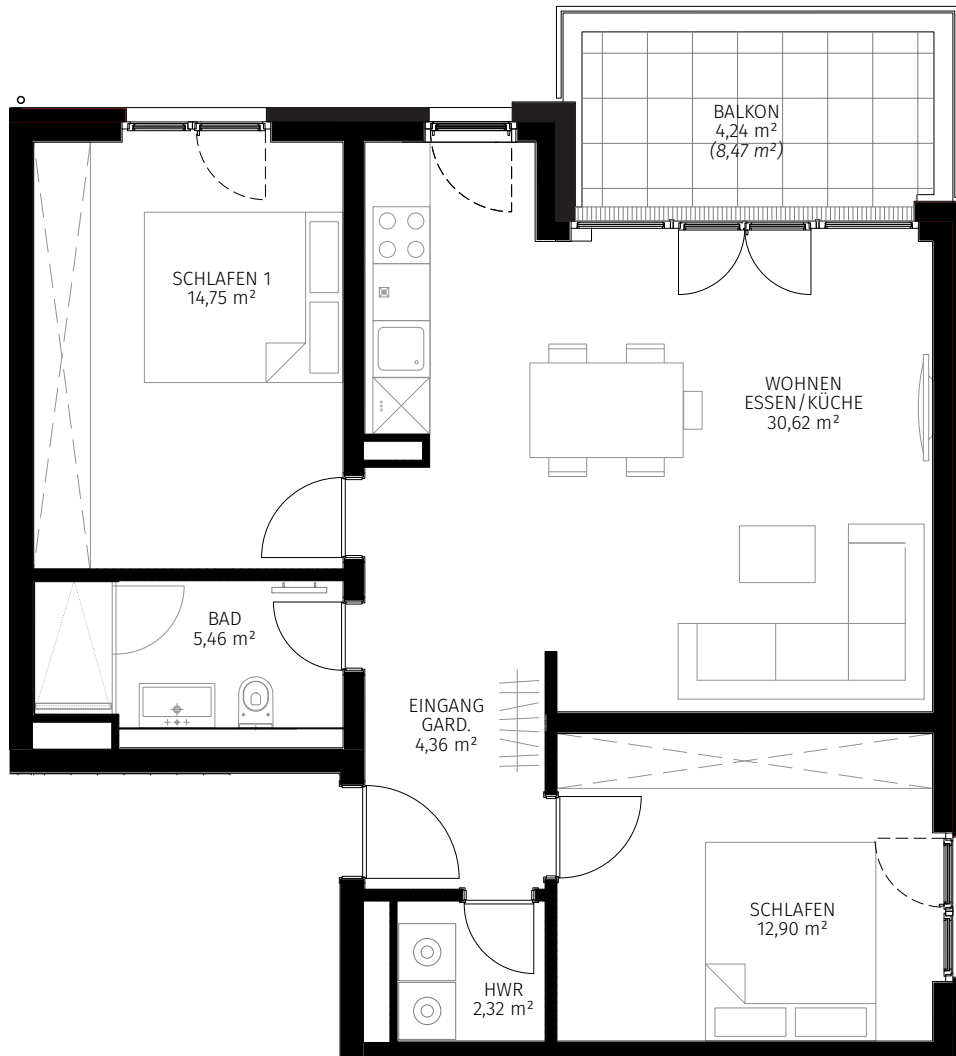 BALKON
4,24 m²
(8,47 m²)
SCHLAFEN 1
14,75 m²
WOHNEN
ESSEN/KÜCHE
30,62 m²
BAD
5,46 m²
EINGANG
GARD.
4,36 m²
SCHLAFEN
12,90 m²
HWR
2,32 m²